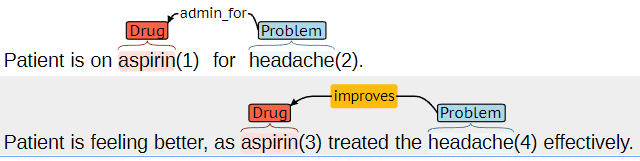 admin_for
Drug Problem
Patient is on aspirin(1) for headache(2).
improves
Drug Problem
Patient is feeling better, as aspirin(3) treated the headache(4) effectively.